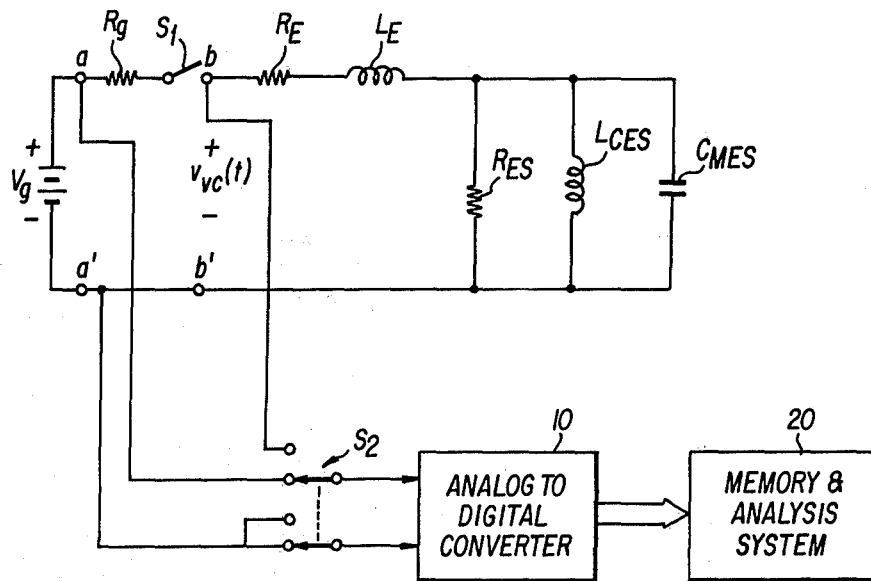 Rg
S1
RE
LE
a
b
+
Vg
-
+
vvc(t)
-
RES
LCES
CMES
a'
b'
S2
10
20
ANALOG TO
DIGITAL
CONVERTER
MEMORY &
ANALYSIS
SYSTEM